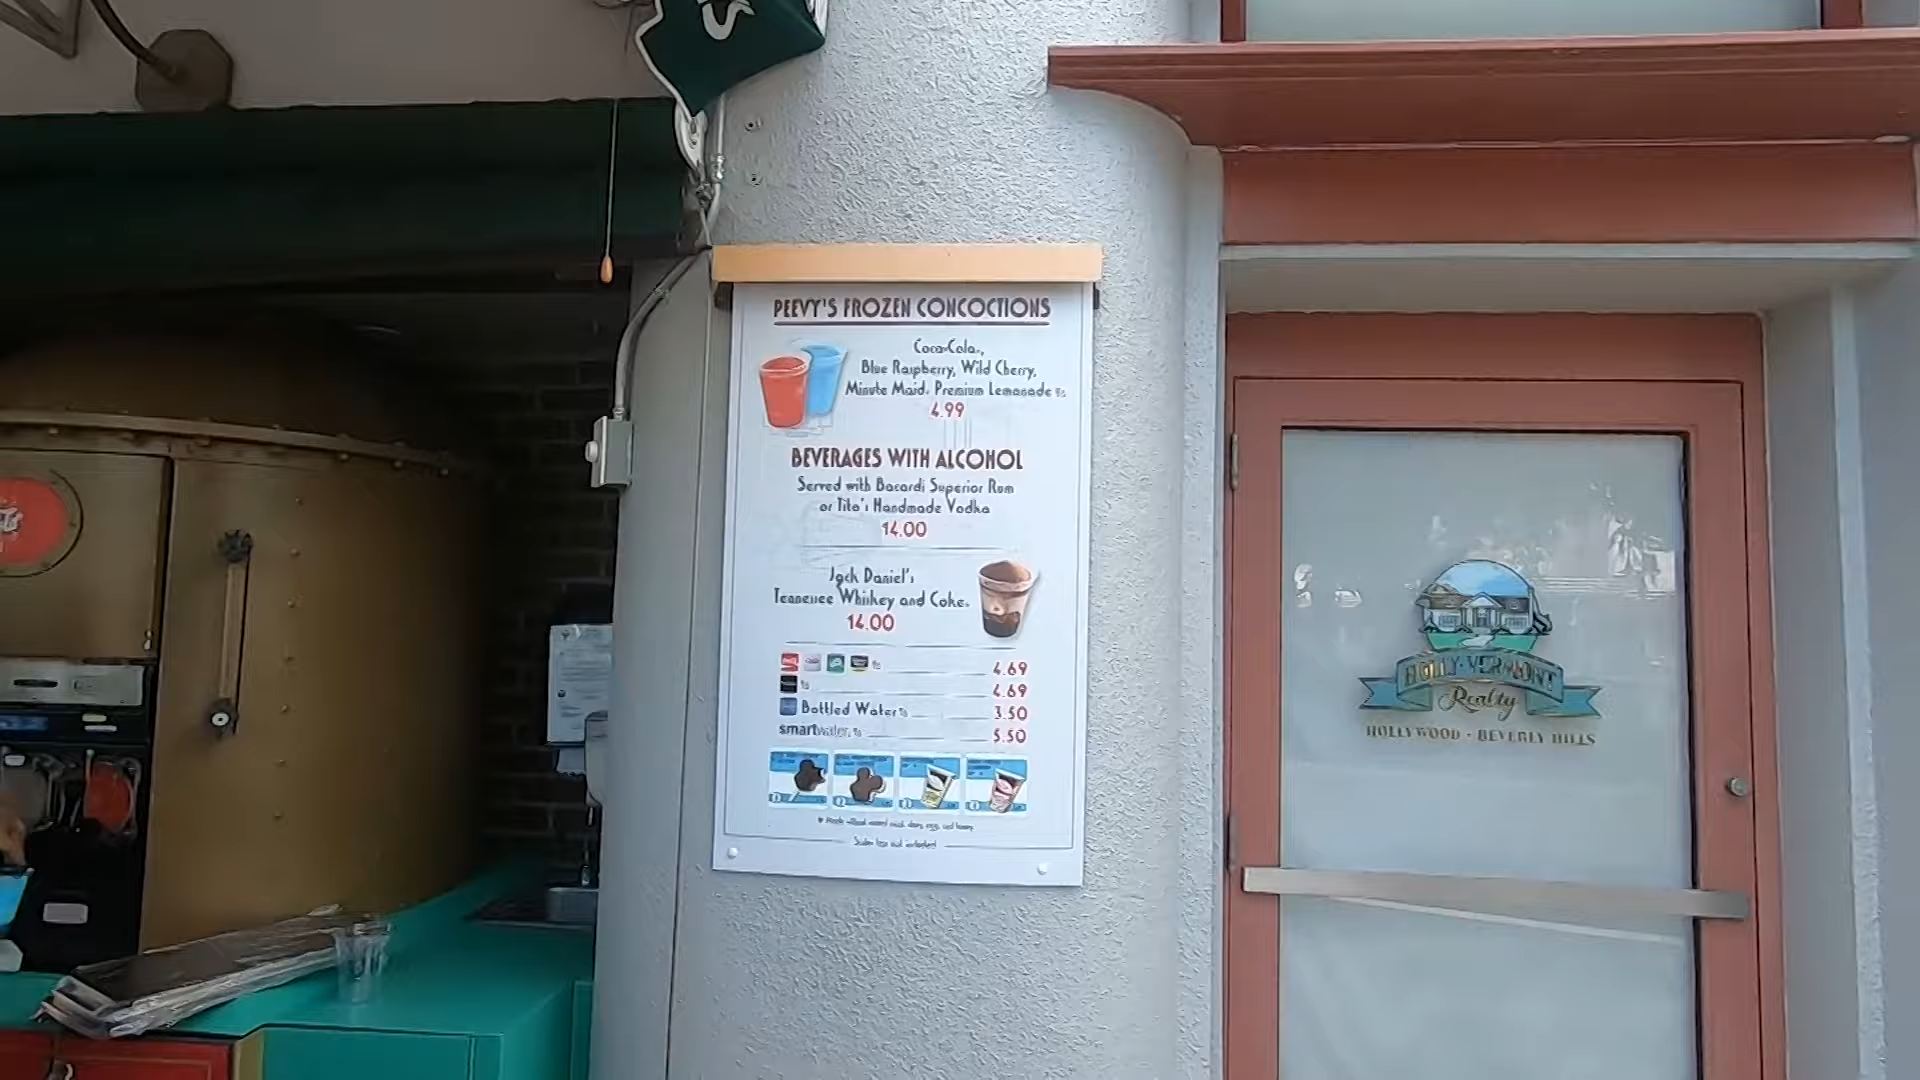 PEEVY'S FROZEN CONCOCTIONS
Coca-Cola,
Blue Raspberry, Wild Cherry,
Minute Maid Premium Lemonade
4.99
BEVERAGES WITH ALCOHOL
Served with Bacardi Superior Rum
or Tito's Handmade Vodka
14.00
Jack Daniel's
Tennessee Whiskey and Coke
14.00
4.69
4.69
Bottled Water 3.50
smartwater 5.50
HOLLY-VERMONT
Realty
HOLLYWOOD • BEVERLY HILLS